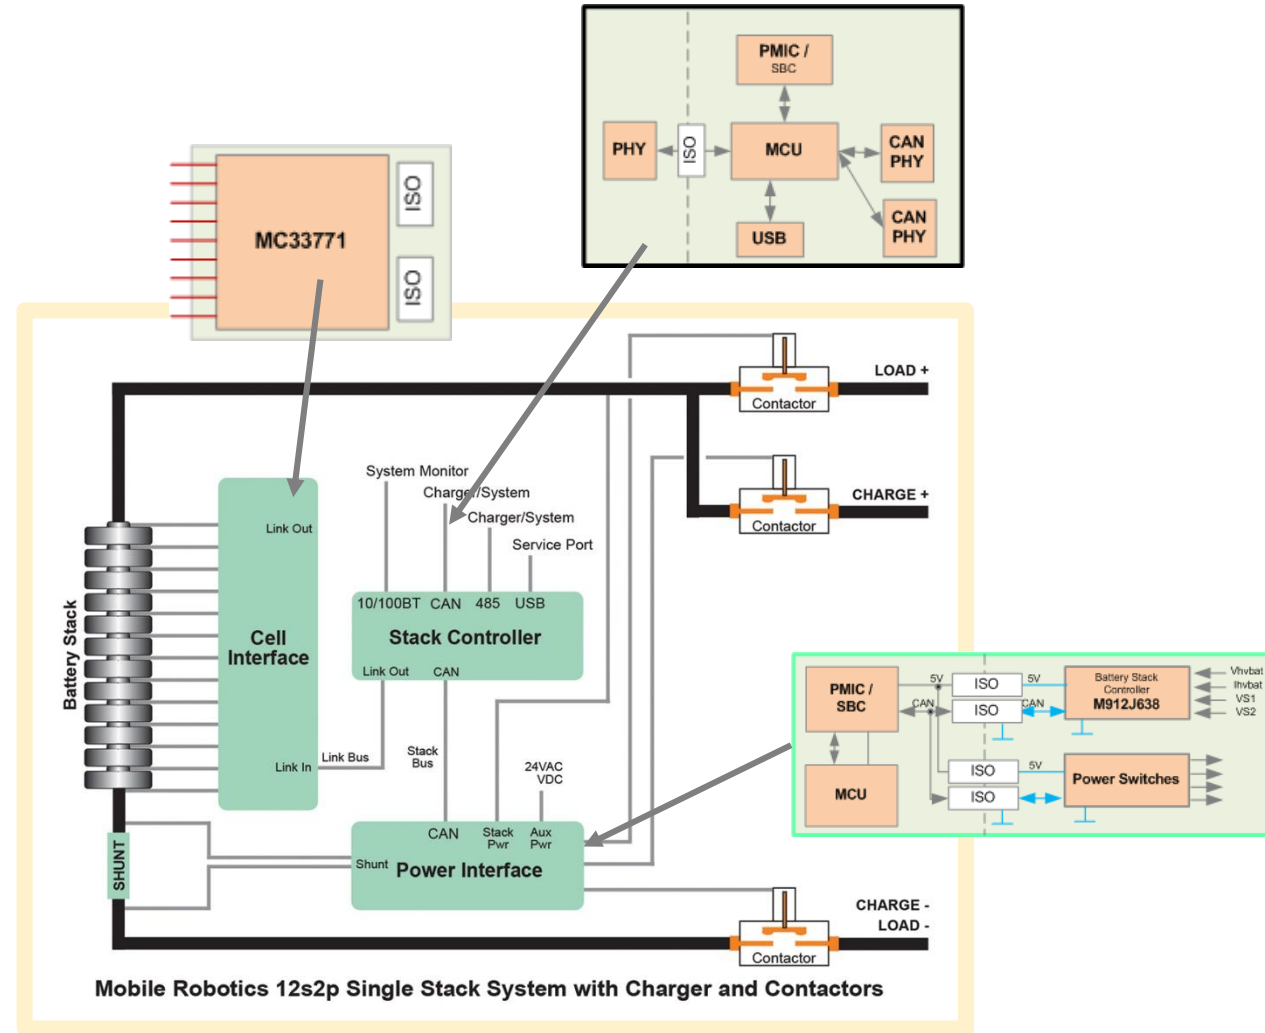 PMIC /
SBC
PHY
ISO
MCU
CAN
PHY
CAN
PHY
USB
MC33771
ISO
ISO
LOAD +
Contactor
CHARGE +
Contactor
System Monitor
Charger/System
Charger/System
Service Port
Link Out
10/100BT CAN 485 USB
Stack Controller
Link Out CAN
Cell
Interface
Battery Stack
Link In
Link Bus
Stack
Bus
24VAC
VDC
CAN Stack
Pwr Aux
Pwr
Shunt
Power Interface
SHUNT
PMIC /
SBC
MCU
5V
ISO
5V
CAN
ISO
CAN
Battery Stack
Controller
M912J638
Vhvbat
Ihvbat
VS1
VS2
ISO
5V
ISO
Power Switches
CHARGE -
LOAD -
Contactor
Mobile Robotics 12s2p Single Stack System with Charger and Contactors